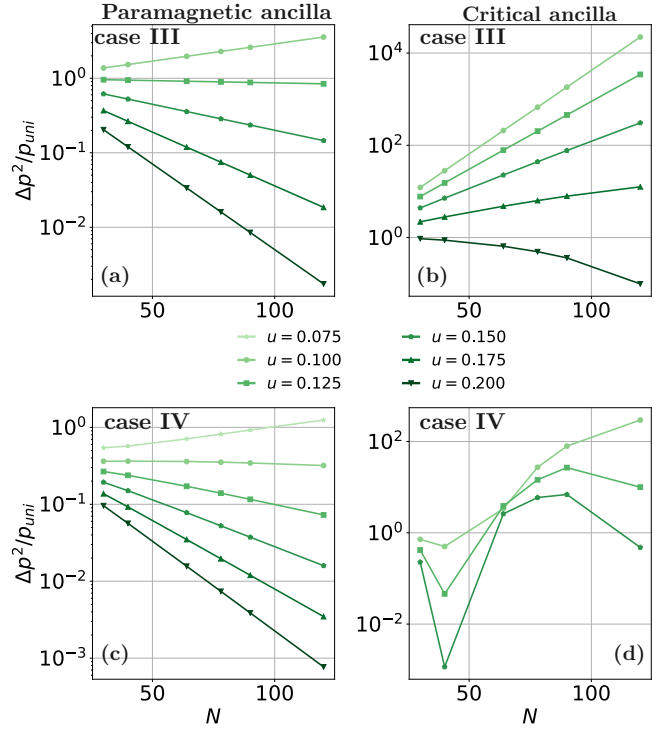 Paramagnetic ancilla
Critical ancilla
case III
case III
Δp²/p_uni
10⁰
10⁻¹
10⁻²
10⁴
10²
10⁰
(a)
(b)
50
100
50
100
u = 0.075
u = 0.100
u = 0.125
u = 0.150
u = 0.175
u = 0.200
case IV
case IV
Δp²/p_uni
10⁰
10⁻¹
10⁻²
10⁻³
10²
10⁰
10⁻²
(c)
(d)
50
100
50
100
N
N